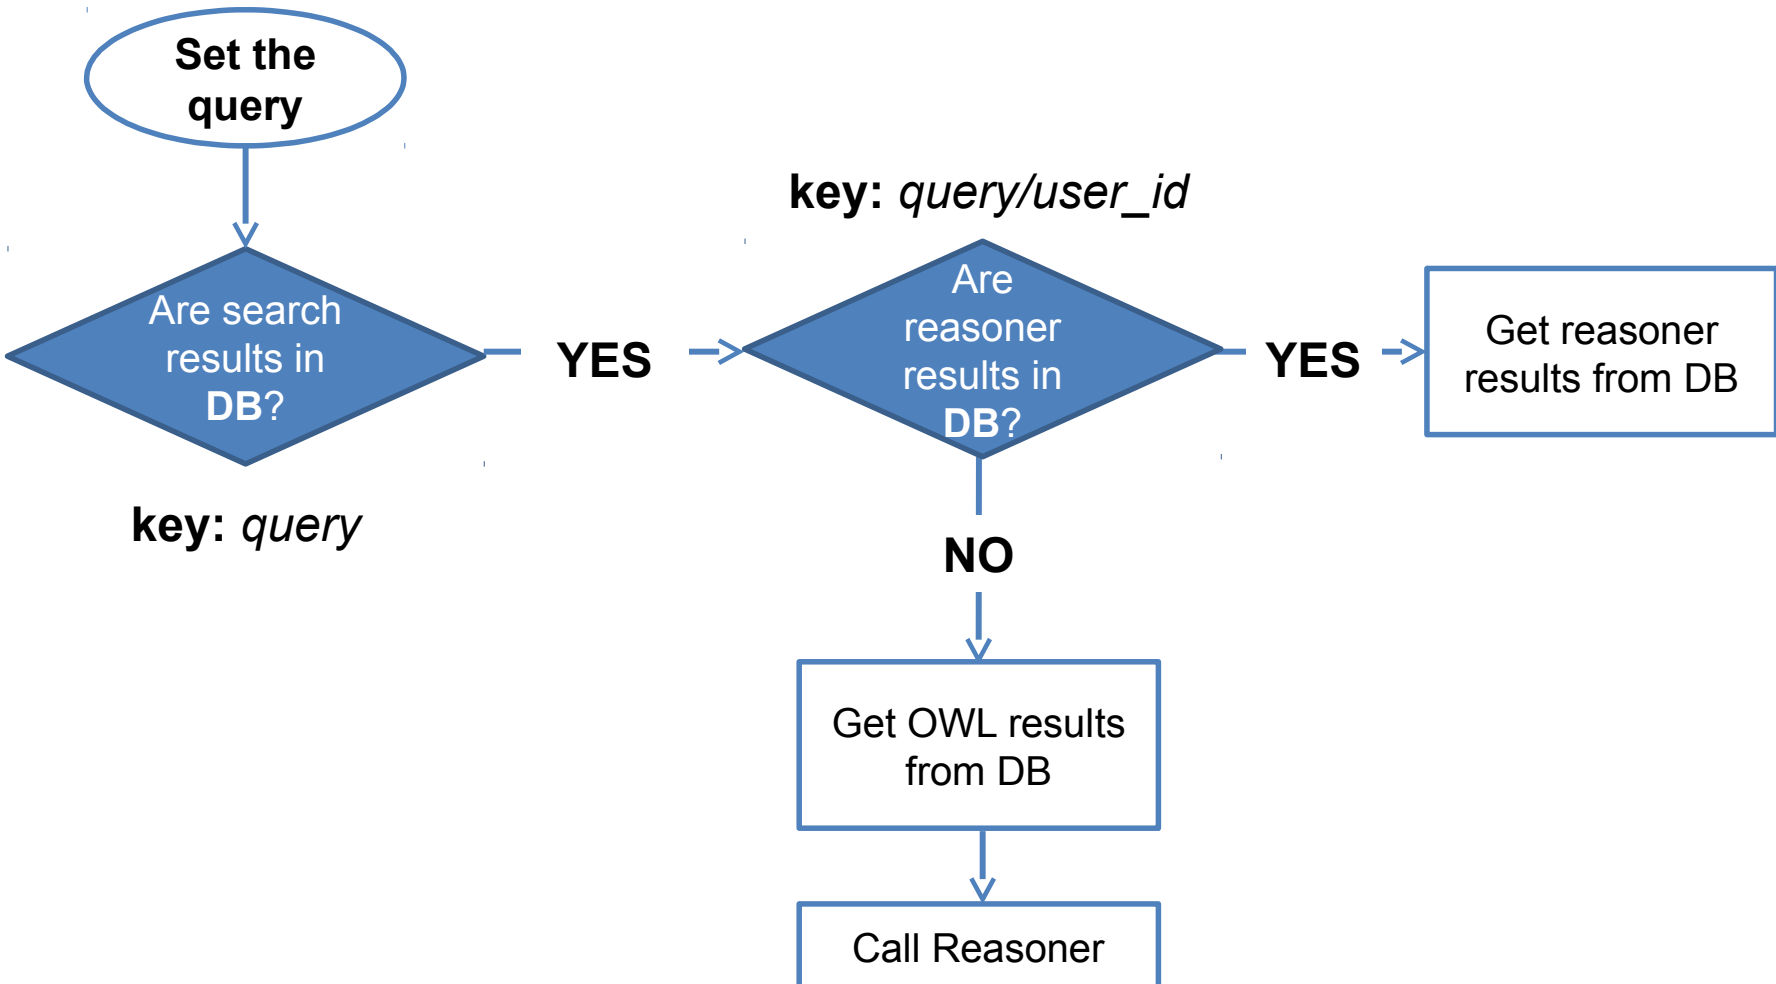 Set the
query
key: query/user_id
Are search
results in
DB?
YES
Are
reasoner
results in
DB?
YES
Get reasoner
results from DB
key: query
NO
Get OWL results
from DB
Call Reasoner